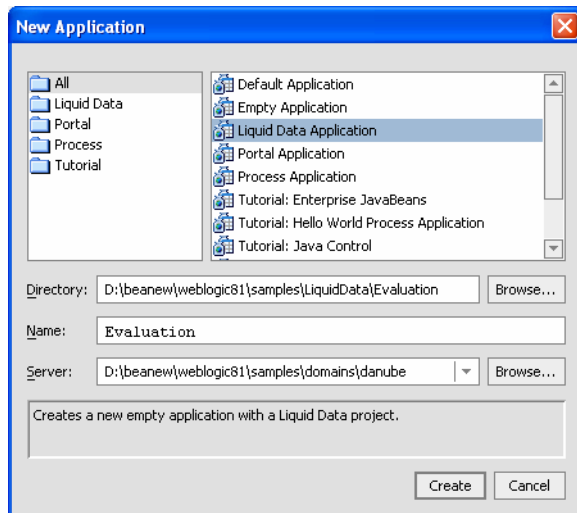 New Application
All
Liquid Data
Portal
Process
Tutorial
Default Application
Empty Application
Liquid Data Application
Portal Application
Process Application
Tutorial: Enterprise JavaBeans
Tutorial: Hello World Process Application
Tutorial: Java Control
Directory: D:\beanew\weblogic81\samples\LiquidData\Evaluation Browse...
Name: Evaluation
Server: D:\beanew\weblogic81\samples\domains\danube Browse...
Creates a new empty application with a Liquid Data project.
Create Cancel